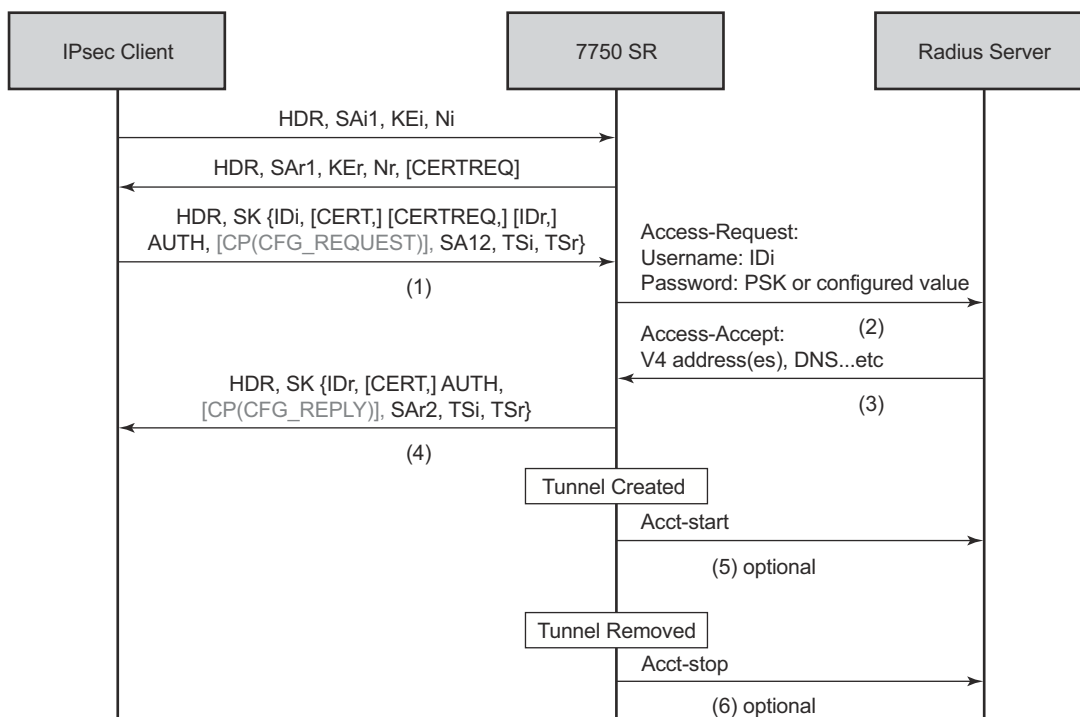 IPsec Client
7750 SR
Radius Server
HDR, SAi1, KEi, Ni
HDR, SAr1, KEr, Nr, [CERTREQ]
HDR, SK {IDi, [CERT,] [CERTREQ,] [IDr,]
AUTH, [CP(CFG_REQUEST)], SA12, TSi, TSr}
(1)
Access-Request:
Username: IDi
Password: PSK or configured value
(2)
Access-Accept:
V4 address(es), DNS...etc
(3)
HDR, SK {IDr, [CERT,] AUTH,
[CP(CFG_REPLY)], SAr2, TSi, TSr}
(4)
Tunnel Created
Acct-start
(5) optional
Tunnel Removed
Acct-stop
(6) optional